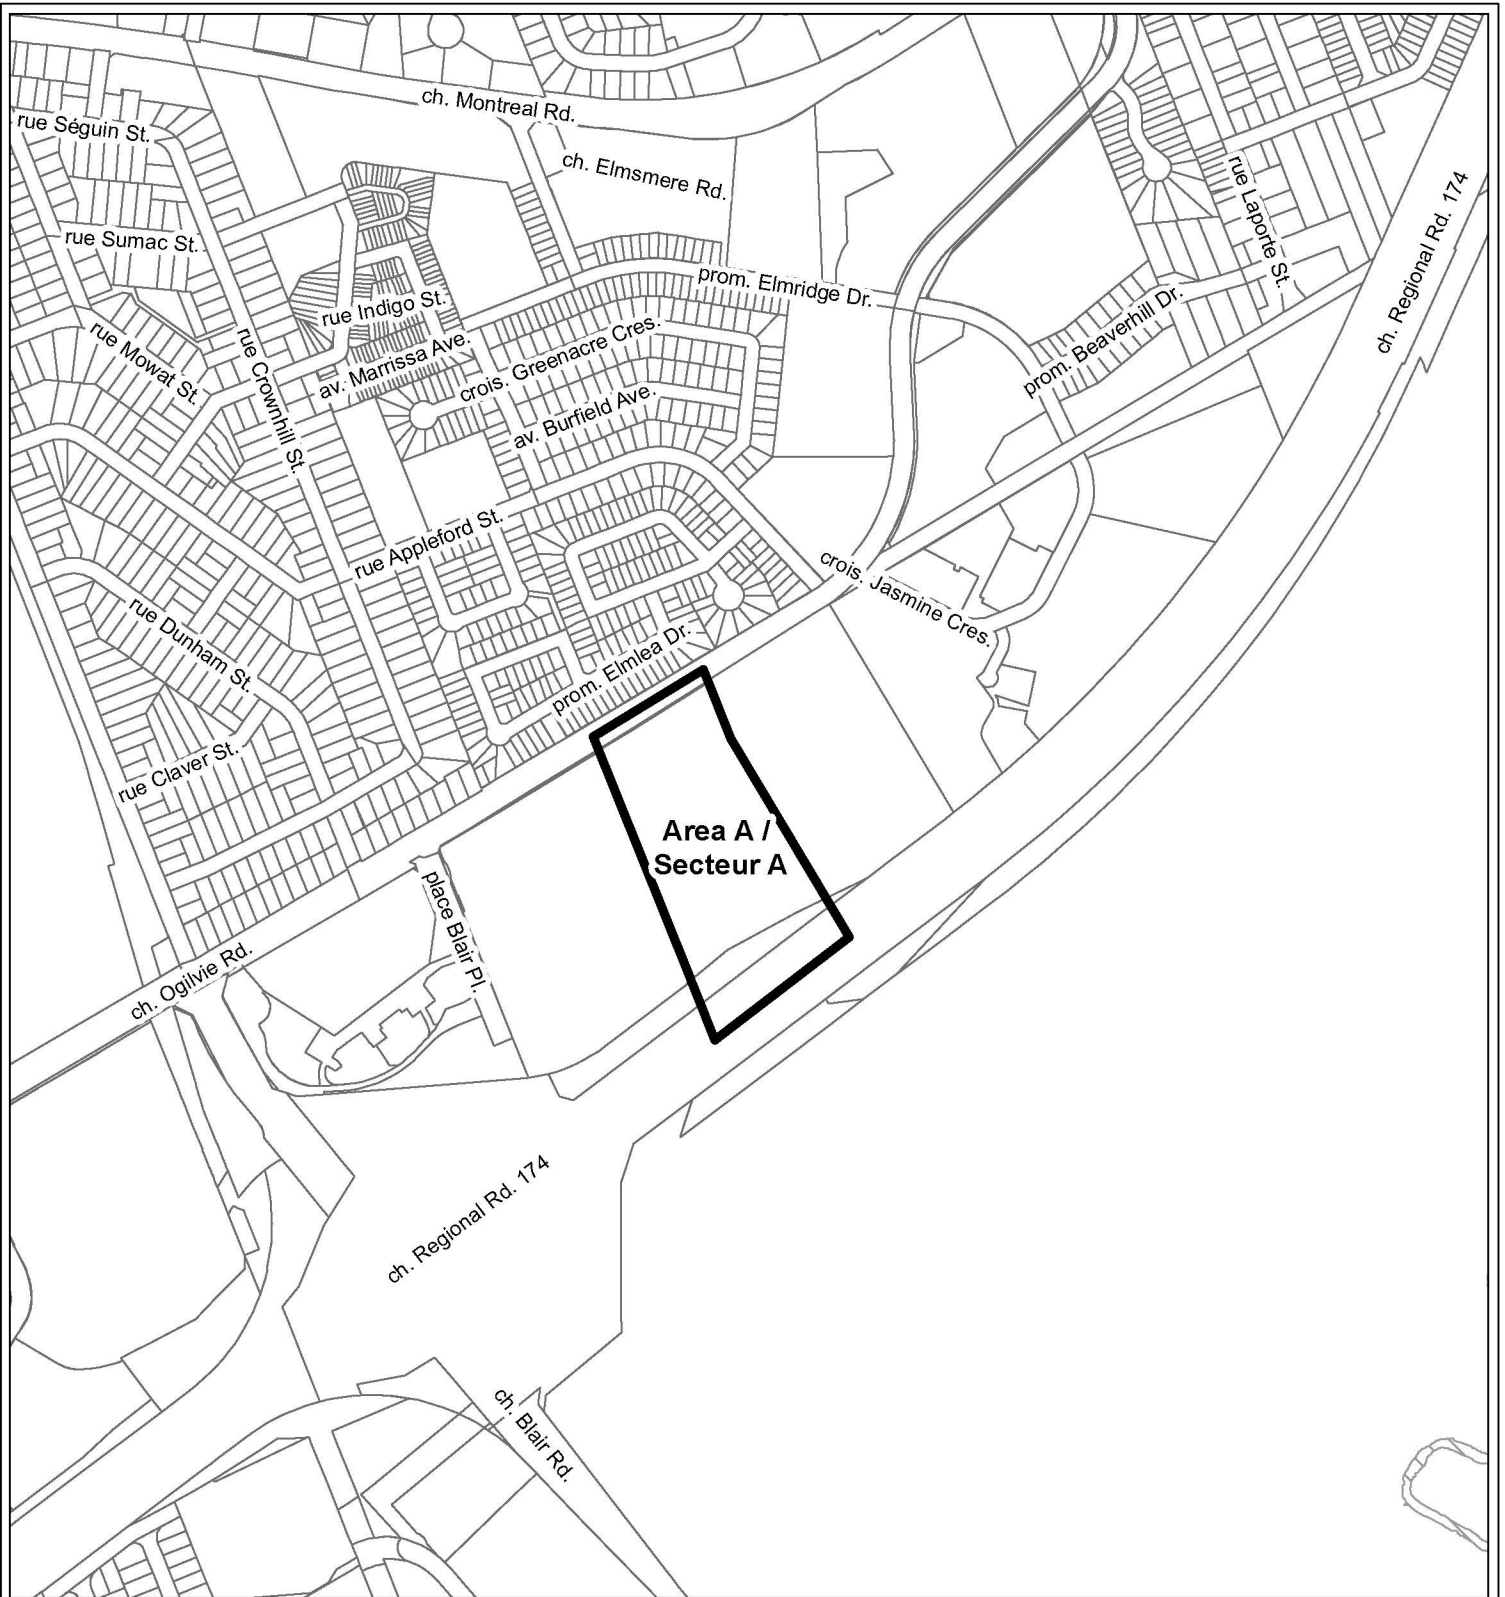 ch. Montreal Rd.
rue Séguin St.
ch. Elmsmere Rd.
rue Laporte St.
ch. Regional Rd. 174
rue Sumac St.
prom. Elmridge Dr.
rue Indigo St.
prom. Beaverhill Dr.
rue Mowat St.
rue Crownhill St.
av. Marrissa Ave.
crois. Greenacre Cres.
av. Burfield Ave.
rue Appleford St.
crois. Jasmine Cres.
rue Dunham St.
prom. Elmlea Dr.
rue Claver St.
Area A /
Secteur A
place Blair Pl.
ch. Ogilvie Rd.
ch. Regional Rd. 174
ch. Blair Rd.